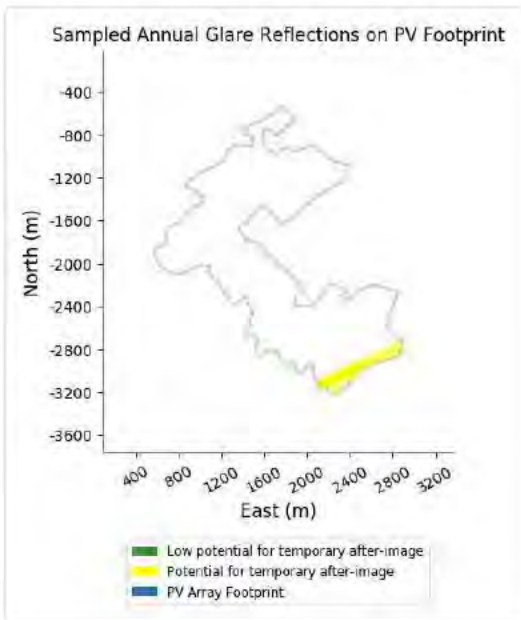 Sampled Annual Glare Reflections on PV Footprint
-400
-800
-1200
-1600
-2000
-2400
-2800
-3200
-3600
North (m)
400
800
1200
1600
2000
2400
2800
3200
East (m)
Low potential for temporary after-image
Potential for temporary after-image
PV Array Footprint